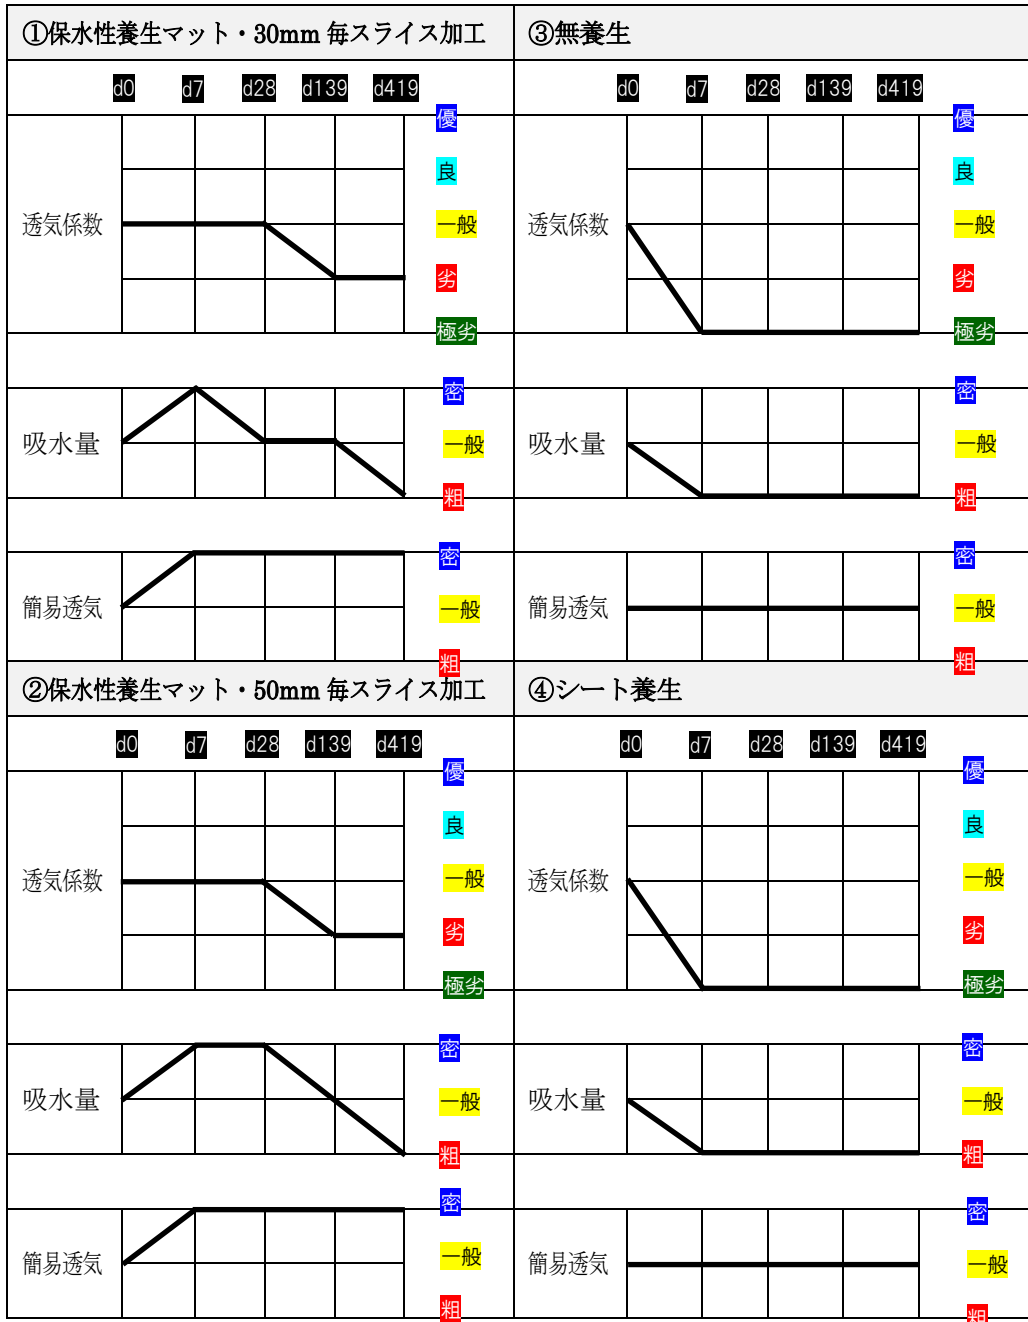 ①保水性養生マット・30mm 毎スライス加工
d0 d7 d28 d139 d419
優
良
透気係数 一般
劣
極劣
密
吸水量 一般
粗
密
簡易透気 一般
粗
③無養生
d0 d7 d28 d139 d419
優
良
透気係数 一般
劣
極劣
密
吸水量 一般
粗
密
簡易透気 一般
粗
②保水性養生マット・50mm 毎スライス加工
d0 d7 d28 d139 d419
優
良
透気係数 一般
劣
極劣
密
吸水量 一般
粗
密
簡易透気 一般
粗
④シート養生
d0 d7 d28 d139 d419
優
良
透気係数 一般
劣
極劣
密
吸水量 一般
粗
密
簡易透気 一般
粗